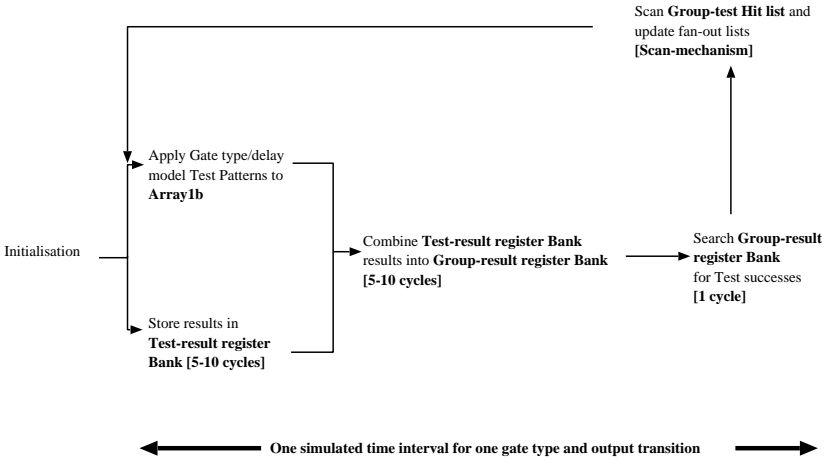 Scan Group-test Hit list and
update fan-out lists
[Scan-mechanism]
Apply Gate type/delay
model Test Patterns to
Array1b
Initialisation
Combine Test-result register Bank
results into Group-result register Bank
[5-10 cycles]
Search Group-result
register Bank
for Test successes
[1 cycle]
Store results in
Test-result register
Bank [5-10 cycles]
One simulated time interval for one gate type and output transition